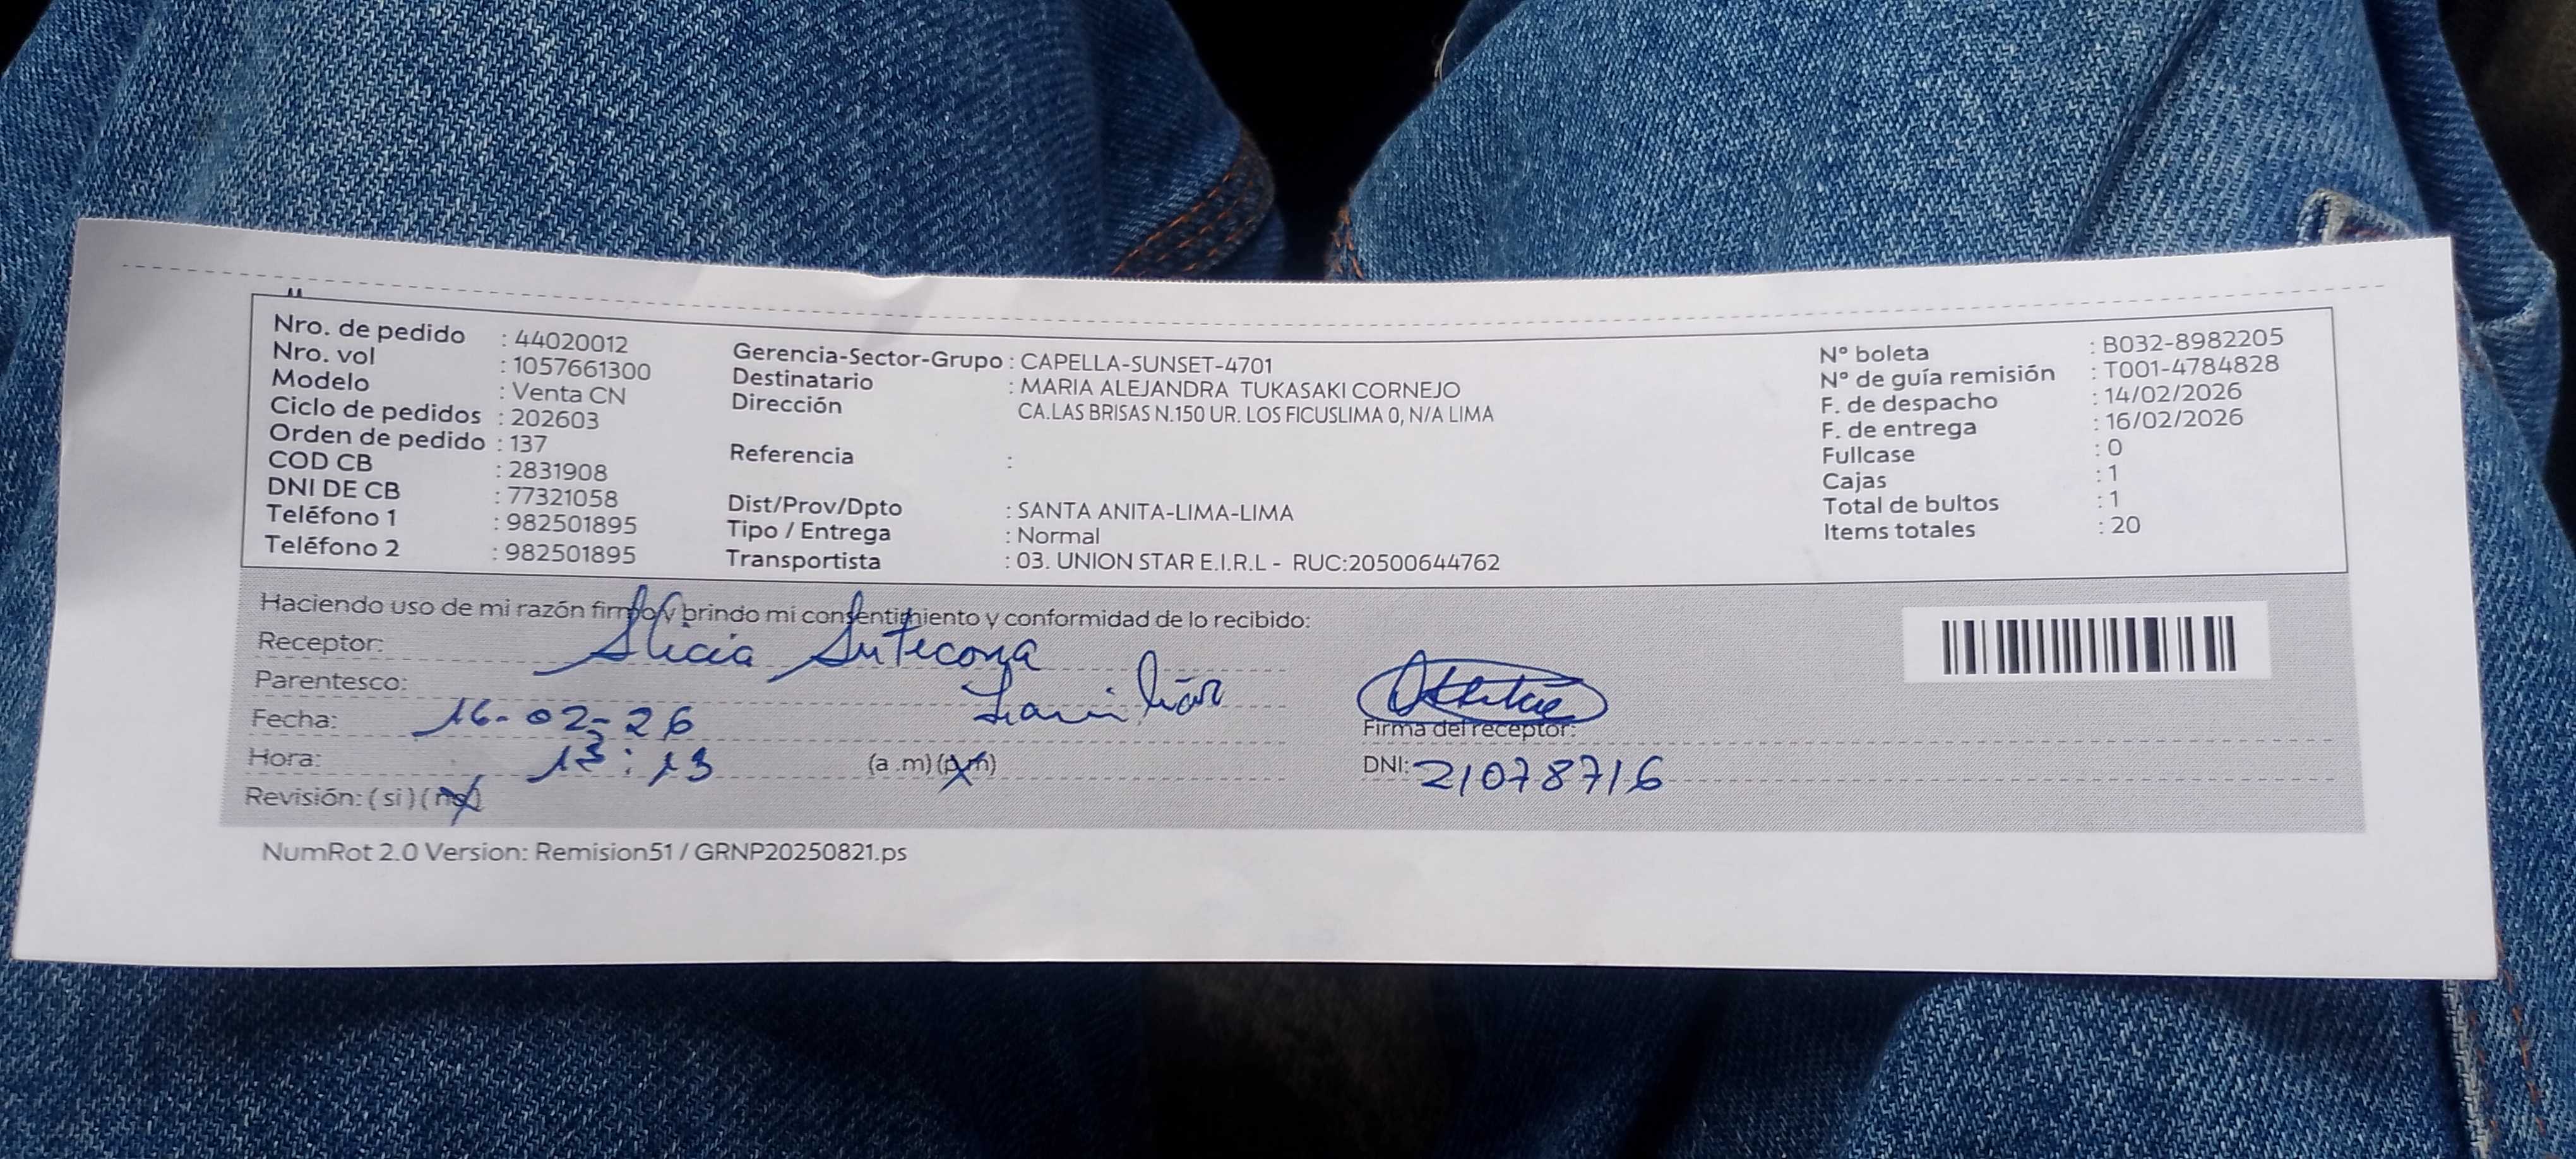 Nro. de pedido : 44020012
Nro. vol : 1057661300
Modelo : Venta CN
Ciclo de pedidos : 202603
Orden de pedido : 137
COD CB : 2831908
DNI DE CB : 77321058
Teléfono 1 : 982501895
Teléfono 2 : 982501895
Gerencia-Sector-Grupo : CAPELLA-SUNSET-4701
Destinatario : MARIA ALEJANDRA TUKASAKI CORNEJO
Dirección CA.LAS BRISAS N.150 UR. LOS FICUSLIMA 0, N/A LIMA
Referencia :
Dist/Prov/Dpto : SANTA ANITA-LIMA-LIMA
Tipo / Entrega : Normal
Transportista : 03. UNION STAR E.I.R.L - RUC:20500644762
N° boleta : B032-8982205
N° de guía remisión : T001-4784828
F. de despacho : 14/02/2026
F. de entrega : 16/02/2026
Fullcase : 0
Cajas : 1
Total de bultos : 1
Items totales : 20
Haciendo uso de mi razón firmo y brindo mi consentimiento y conformidad de lo recibido:
Receptor: Alicia
Parentesco: Familiar
Fecha: 16-02-26
Hora: 13:13 (a.m)(p.m)
Revisión: (si)(no)
Firma del receptor:
DNI: 21078716
NumRot 2.0 Version: Remision51 / GRNP20250821.ps